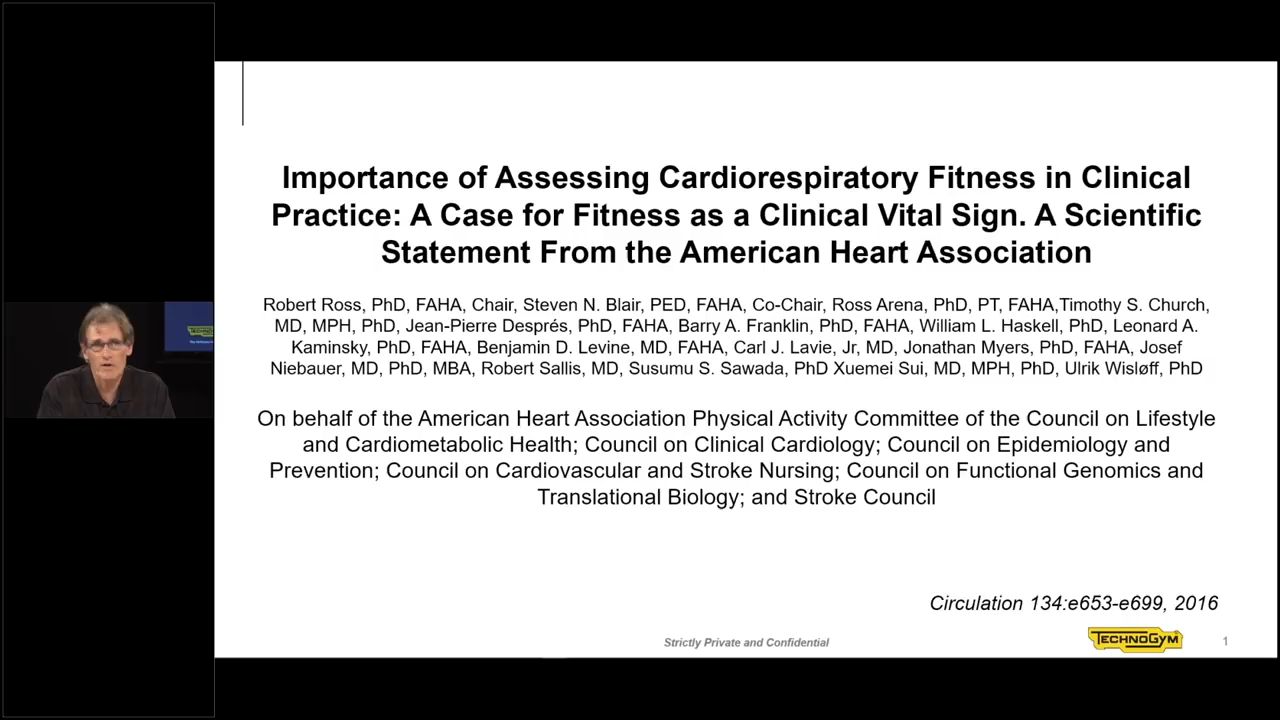 Importance of Assessing Cardiorespiratory Fitness in Clinical
Practice: A Case for Fitness as a Clinical Vital Sign. A Scientific
Statement From the American Heart Association
Robert Ross, PhD, FAHA, Chair, Steven N. Blair, PED, FAHA, Co-Chair, Ross Arena, PhD, PT, FAHA,Timothy S. Church,
MD, MPH, PhD, Jean-Pierre Després, PhD, FAHA, Barry A. Franklin, PhD, FAHA, William L. Haskell, PhD, Leonard A.
Kaminsky, PhD, FAHA, Benjamin D. Levine, MD, FAHA, Carl J. Lavie, Jr, MD, Jonathan Myers, PhD, FAHA, Josef
Niebauer, MD, PhD, MBA, Robert Sallis, MD, Susumu S. Sawada, PhD Xuemei Sui, MD, MPH, PhD, Ulrik Wisløff, PhD
On behalf of the American Heart Association Physical Activity Committee of the Council on Lifestyle
and Cardiometabolic Health; Council on Clinical Cardiology; Council on Epidemiology and
Prevention; Council on Cardiovascular and Stroke Nursing; Council on Functional Genomics and
Translational Biology; and Stroke Council
Circulation 134:e653-e699, 2016
Strictly Private and Confidential
TECHNOGYM
1